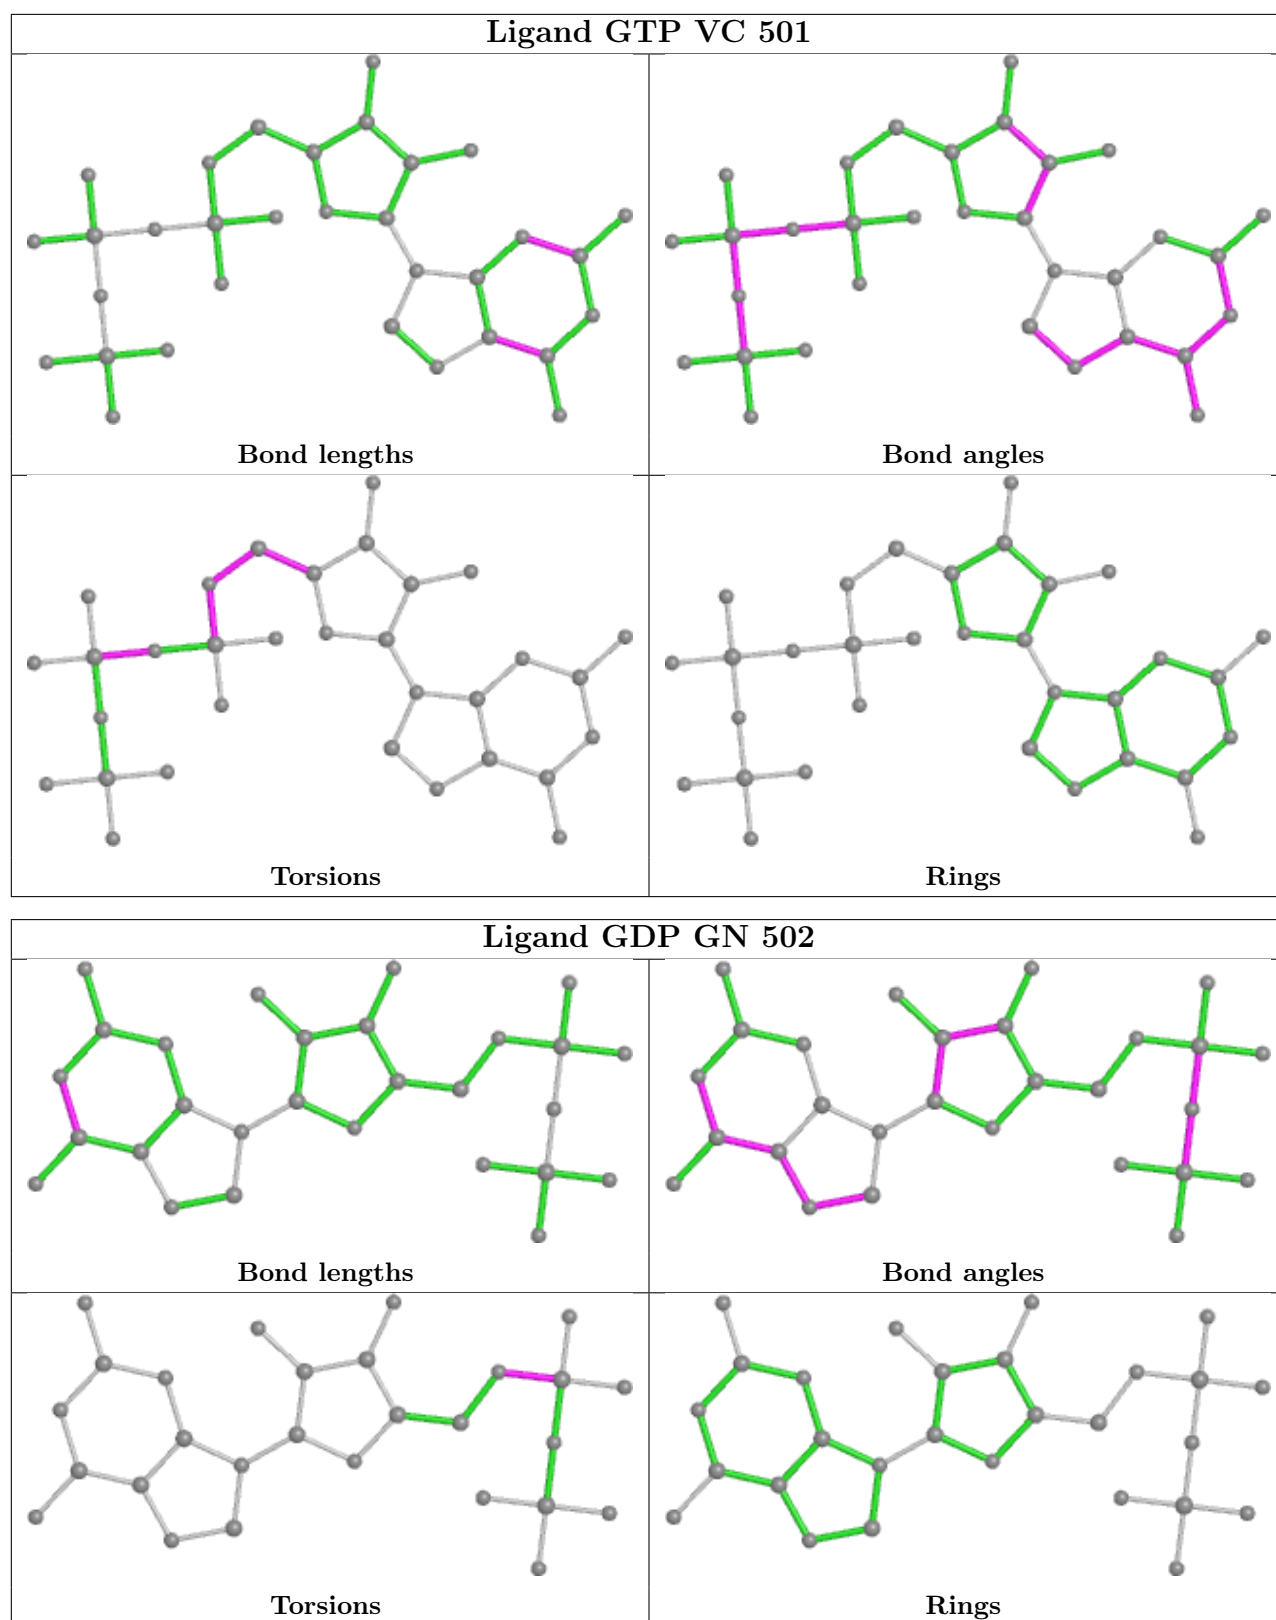 Ligand GTP VC 501
Bond lengths
Bond angles
Torsions
Rings
Ligand GDP GN 502
Bond lengths
Bond angles
Torsions
Rings